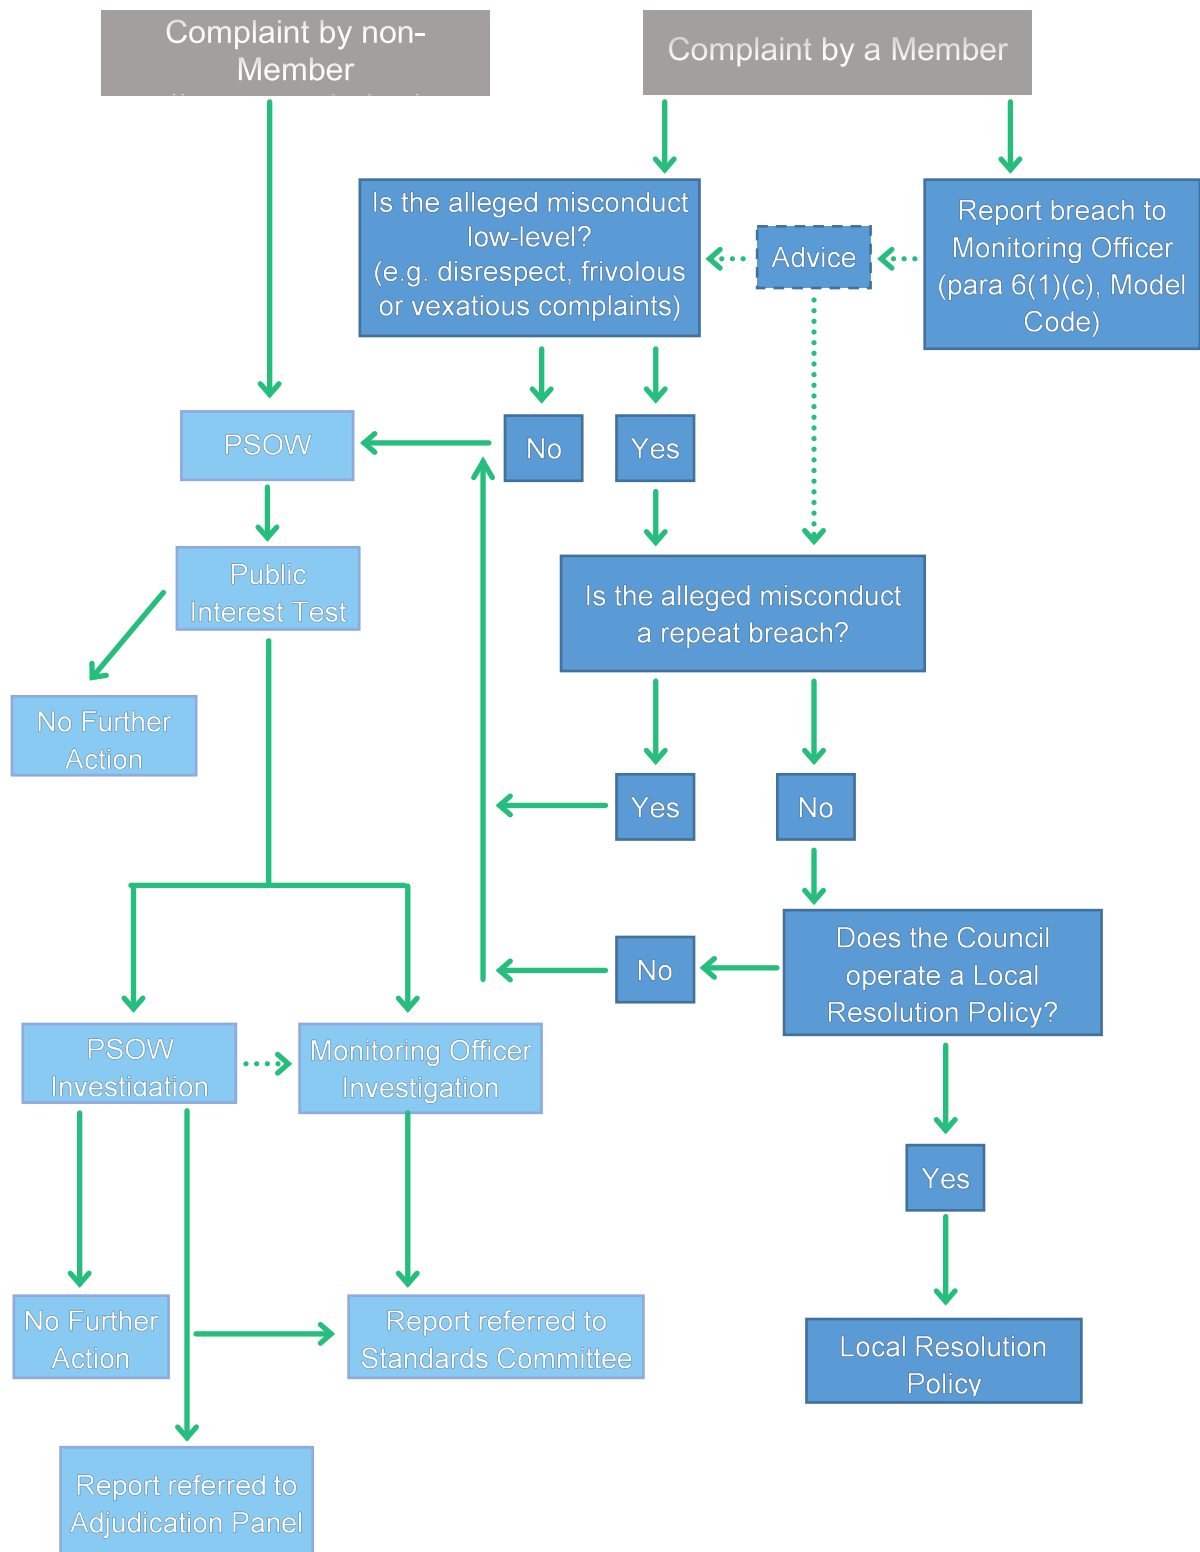 Complaint by non-
Member
Complaint by a Member
Is the alleged misconduct
low-level?
(e.g. disrespect, frivolous
or vexatious complaints)
Advice
Report breach to
Monitoring Officer
(para 6(1)(c), Model
Code)
PSOW
No
Yes
Public
Interest Test
Is the alleged misconduct
a repeat breach?
No Further
Action
Yes
No
Does the Council
operate a Local
Resolution Policy?
No
PSOW
Investigation
Monitoring Officer
Investigation
Yes
No Further
Action
Report referred to
Standards Committee
Local Resolution
Policy
Report referred to
Adjudication Panel